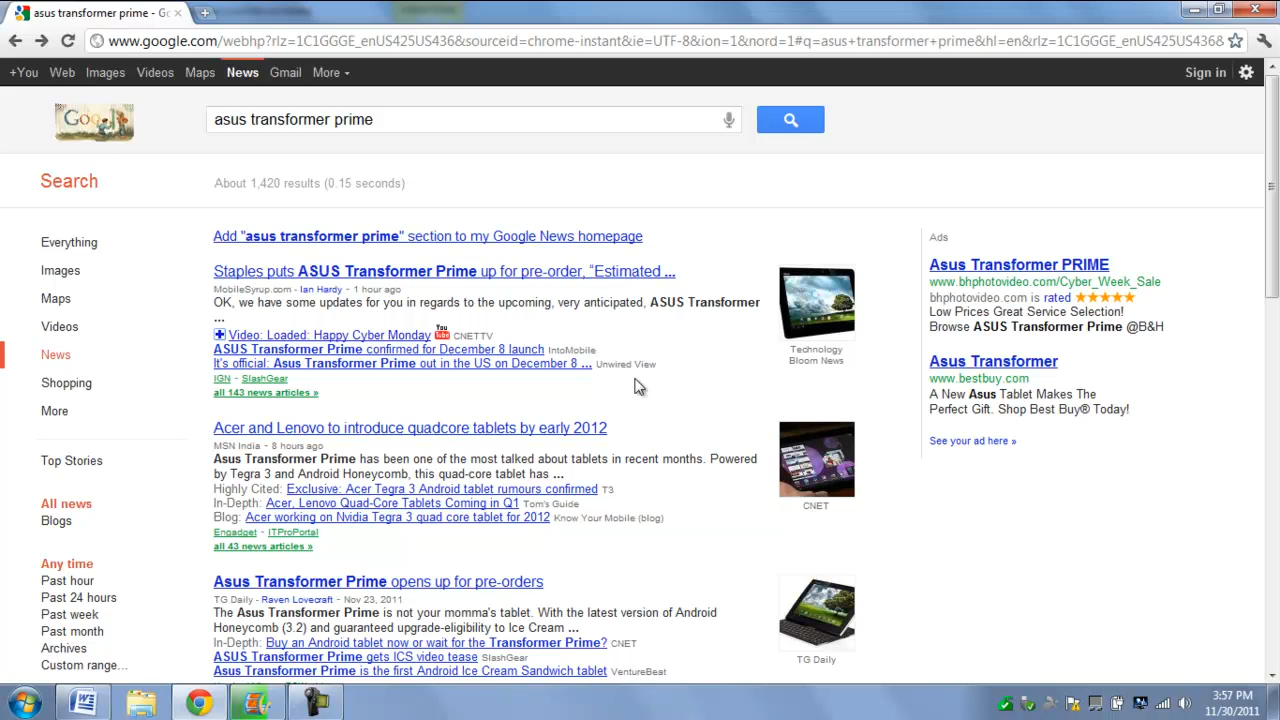 asus transformer prime - Go
www.google.com/webhp?rlz=1C1GGGE_enUS425US436&sourceid=chrome-instant&ie=UTF-8&ion=1&nord=1#q=asus+transformer+prime&hl=en&rlz=1C1GGGE_enUS425US436&
+You Web Images Videos Maps News Gmail More Sign in
Google
asus transformer prime
Search
About 1,420 results (0.15 seconds)
Everything
Images
Maps
Videos
News
Shopping
More
Top Stories
All news
Blogs
Any time
Past hour
Past 24 hours
Past week
Past month
Archives
Custom range...
Add "asus transformer prime" section to my Google News homepage
Staples puts ASUS Transformer Prime up for pre-order, “Estimated ...
MobileSyrup.com - Ian Hardy - 1 hour ago
OK, we have some updates for you in regards to the upcoming, very anticipated, ASUS Transformer
...
Video: Loaded: Happy Cyber Monday You Tube CNETTV
ASUS Transformer Prime confirmed for December 8 launch IntoMobile
It's official: Asus Transformer Prime out in the US on December 8 ... Unwired View
IGN - SlashGear
all 143 news articles »
Technology
Bloom News
Acer and Lenovo to introduce quadcore tablets by early 2012
MSN India - 8 hours ago
Asus Transformer Prime has been one of the most talked about tablets in recent months. Powered
by Tegra 3 and Android Honeycomb, this quad-core tablet has ...
Highly Cited: Exclusive: Acer Tegra 3 Android tablet rumours confirmed T3
In-Depth: Acer, Lenovo Quad-Core Tablets Coming in Q1 Tom's Guide
Blog: Acer working on Nvidia Tegra 3 quad core tablet for 2012 Know Your Mobile (blog)
Engadget - ITProPortal
all 43 news articles »
CNET
Asus Transformer Prime opens up for pre-orders
TG Daily - Raven Lovecraft - Nov 23, 2011
The Asus Transformer Prime is not your momma's tablet. With the latest version of Android
Honeycomb (3.2) and guaranteed upgrade-eligibility to Ice Cream ...
In-Depth: Buy an Android tablet now or wait for the Transformer Prime? CNET
ASUS Transformer Prime gets ICS video tease SlashGear
Asus Transformer Prime is the first Android Ice Cream Sandwich tablet VentureBeat
TG Daily
Ads
Asus Transformer PRIME
www.bhphotovideo.com/Cyber_Week_Sale
bhphotovideo.com is rated
Low Prices Great Service Selection!
Browse ASUS Transformer Prime @B&H
Asus Transformer
www.bestbuy.com
A New Asus Tablet Makes The
Perfect Gift. Shop Best Buy® Today!
See your ad here »
3:57 PM
11/30/2011